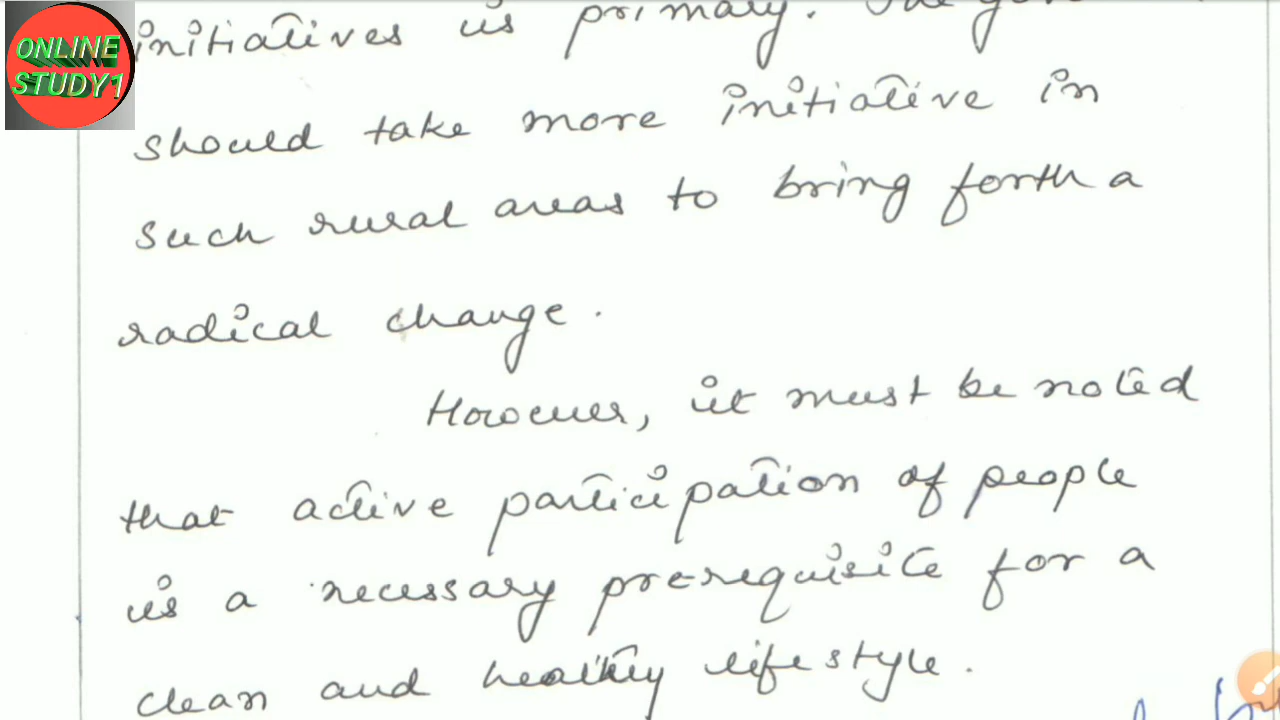 ONLINE
STUDY1
initiatives is primary. The
should take more initiative in
such rural areas to bring forth a
radical change.
However, it must be noted
that active participation of people
is a necessary prerequisite for a
clean and healthy lifestyle.